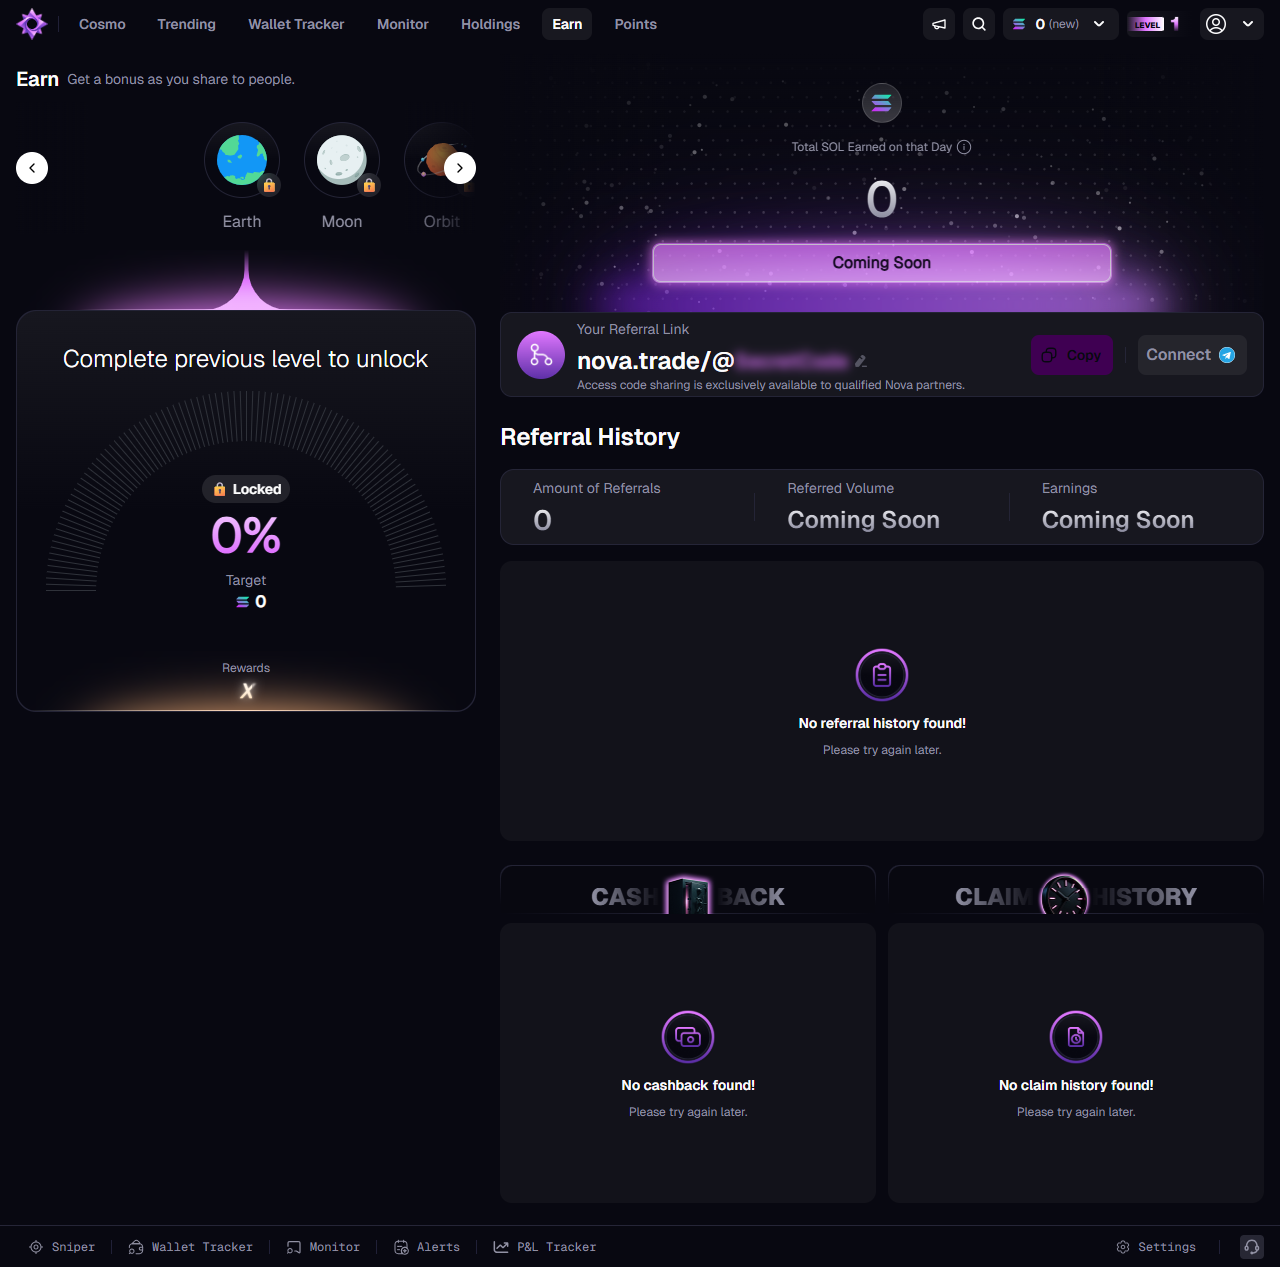 Cosmo
Trending
Wallet Tracker
Monitor
Holdings
Earn
Points
0 (new)
LEVEL 1
Earn Get a bonus as you share to people.
Earth
Moon
Orbit
Complete previous level to unlock
Locked
0%
Target
0
Rewards
X
Total SOL Earned on that Day
0
Coming Soon
Your Referral Link
nova.trade/@SecretCode
Access code sharing is exclusively available to qualified Nova partners.
Copy
Connect
Referral History
Amount of Referrals
0
Referred Volume
Coming Soon
Earnings
Coming Soon
No referral history found!
Please try again later.
CASH BACK
CLAIM HISTORY
No cashback found!
Please try again later.
No claim history found!
Please try again later.
Sniper
Wallet Tracker
Monitor
Alerts
P&L Tracker
Settings